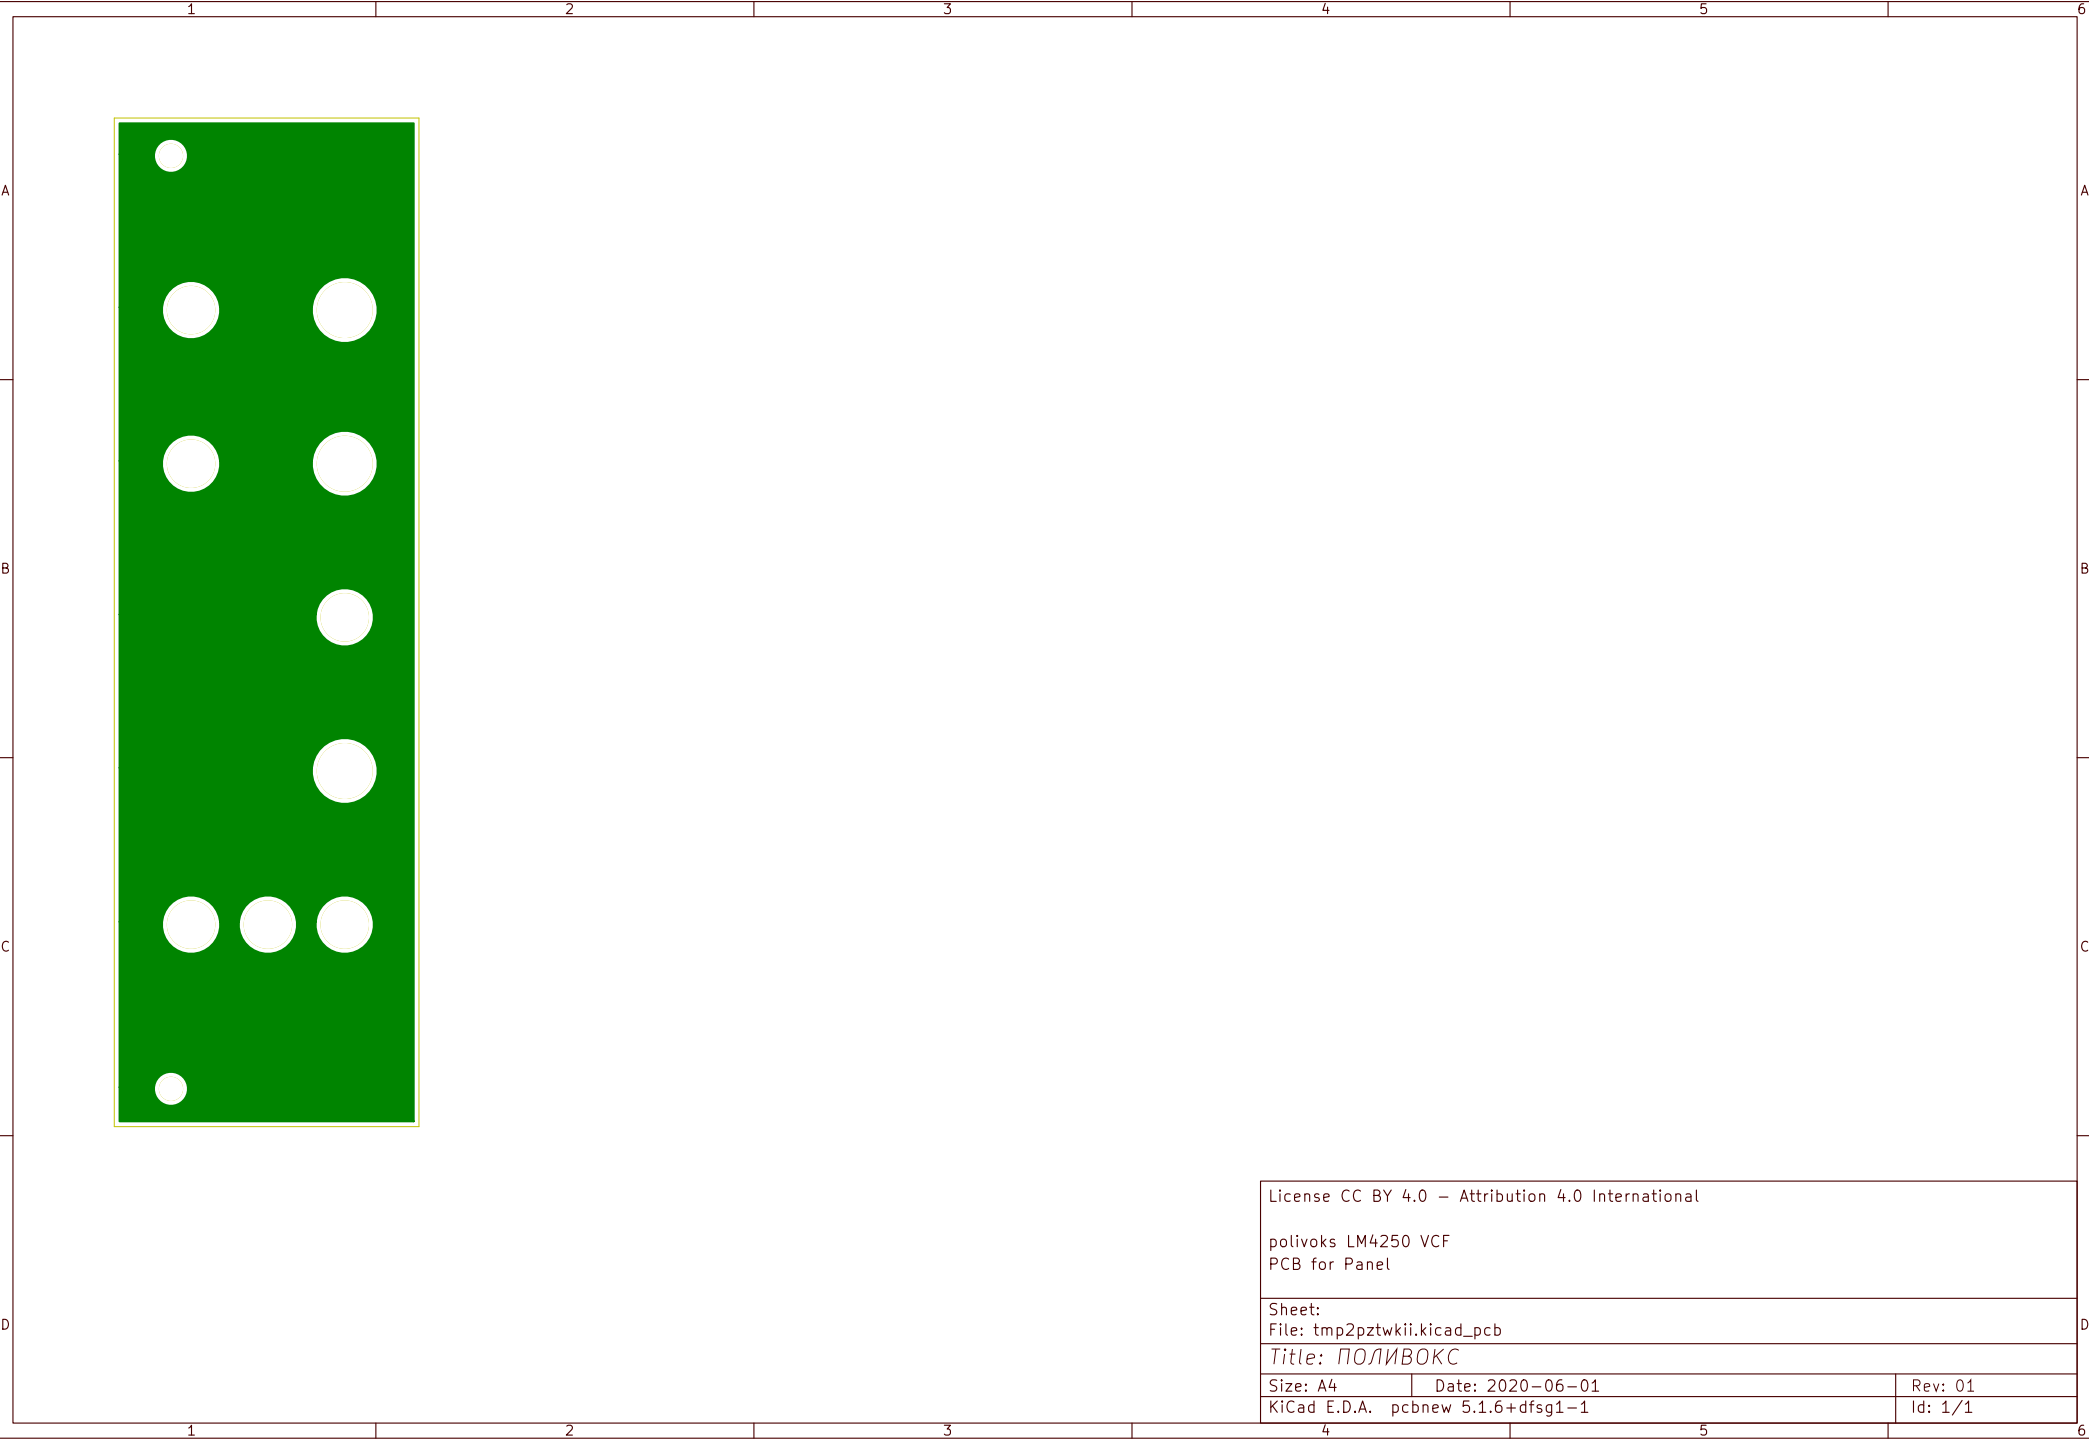 1 2 3 4 5 6
A A
B B
C C
License CC BY 4.0 – Attribution 4.0 International
polivoks LM4250 VCF
PCB for Panel
Sheet:
D File: tmp2pztwkii.kicad_pcb D
Title: ПОЛИВОКС
Size: A4 Date: 2020-06-01 Rev: 01
KiCad E.D.A. pcbnew 5.1.6+dfsg1-1 Id: 1/1
1 2 3 4 5 6